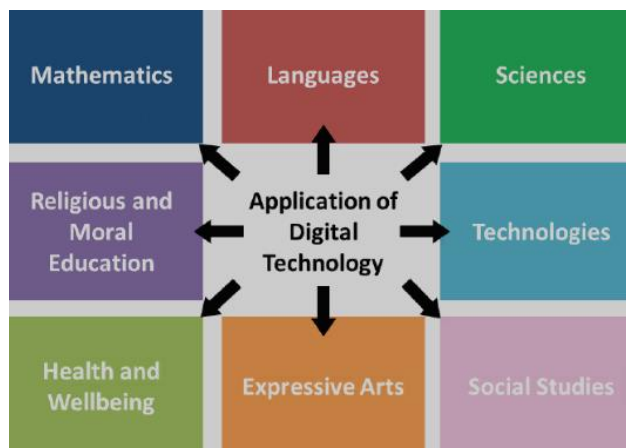 Mathematics
Languages
Sciences
Religious and
Moral
Education
Application of
Digital
Technology
Technologies
Health and
Wellbeing
Expressive Arts
Social Studies